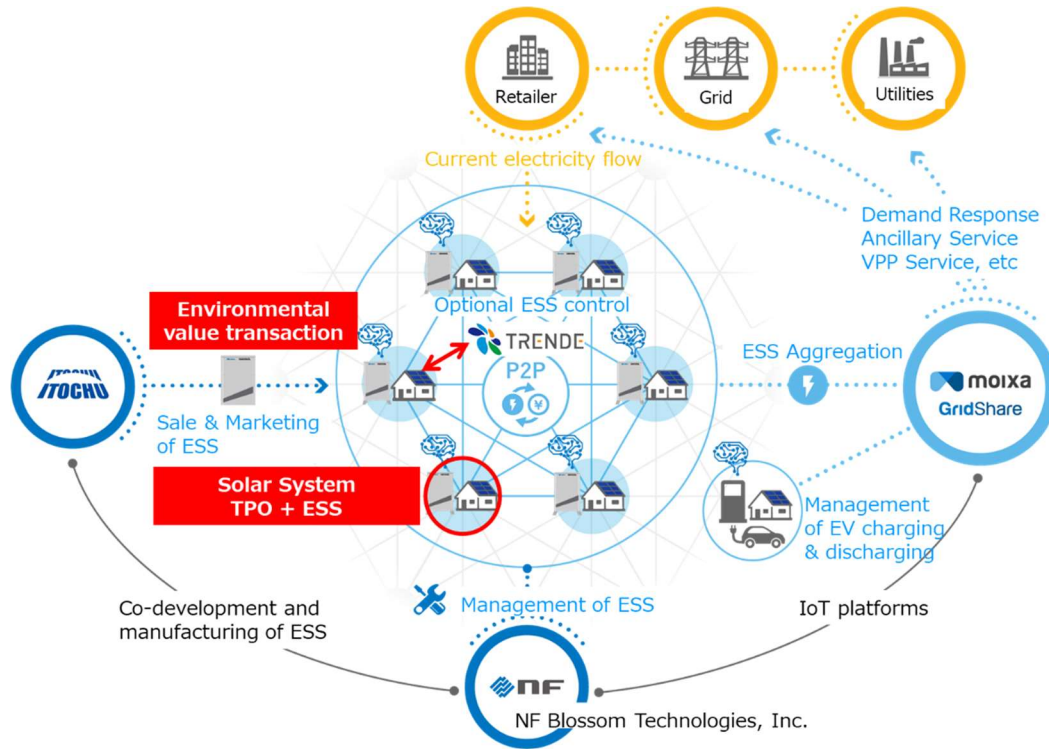 Retailer
Grid
Utilities
Current electricity flow
Demand Response
Ancillary Service
VPP Service, etc
Optional ESS control
Environmental
value transaction
TRENDE
P2P
¥
ESS Aggregation
ITOCHU
moixa
GridShare
Sale & Marketing
of ESS
Solar System
TPO + ESS
Management
of EV charging
& discharging
Management of ESS
Co-development and
manufacturing of ESS
IoT platforms
NF
NF Blossom Technologies, Inc.